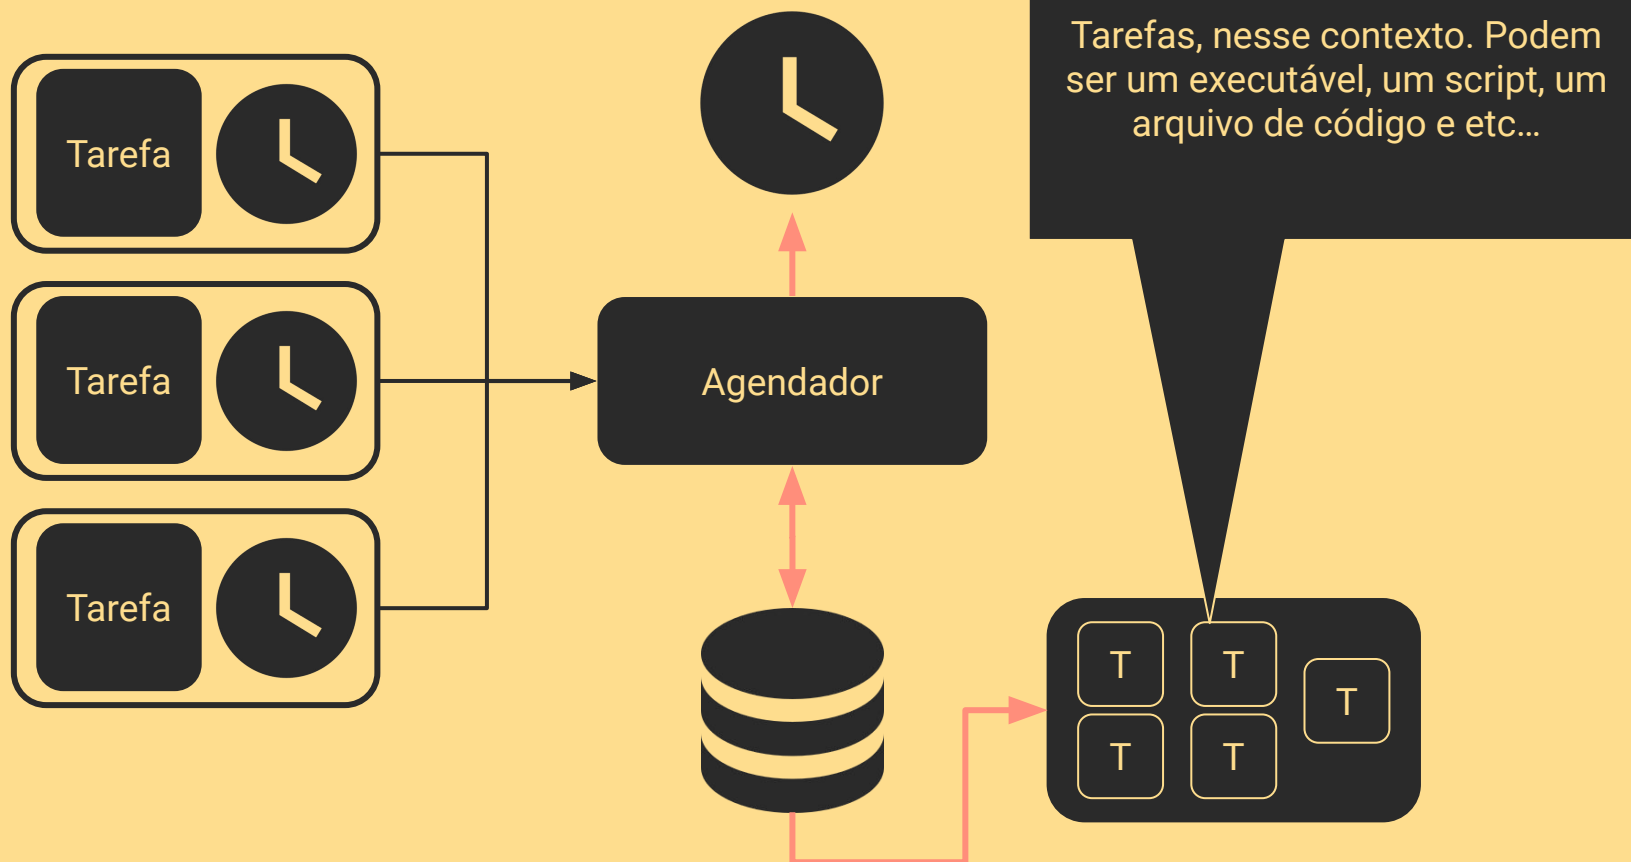 Tarefas, nesse contexto. Podem
ser um executável, um script, um
arquivo de código e etc...
Tarefa
Tarefa
Agendador
Tarefa
T
T
T
T
T